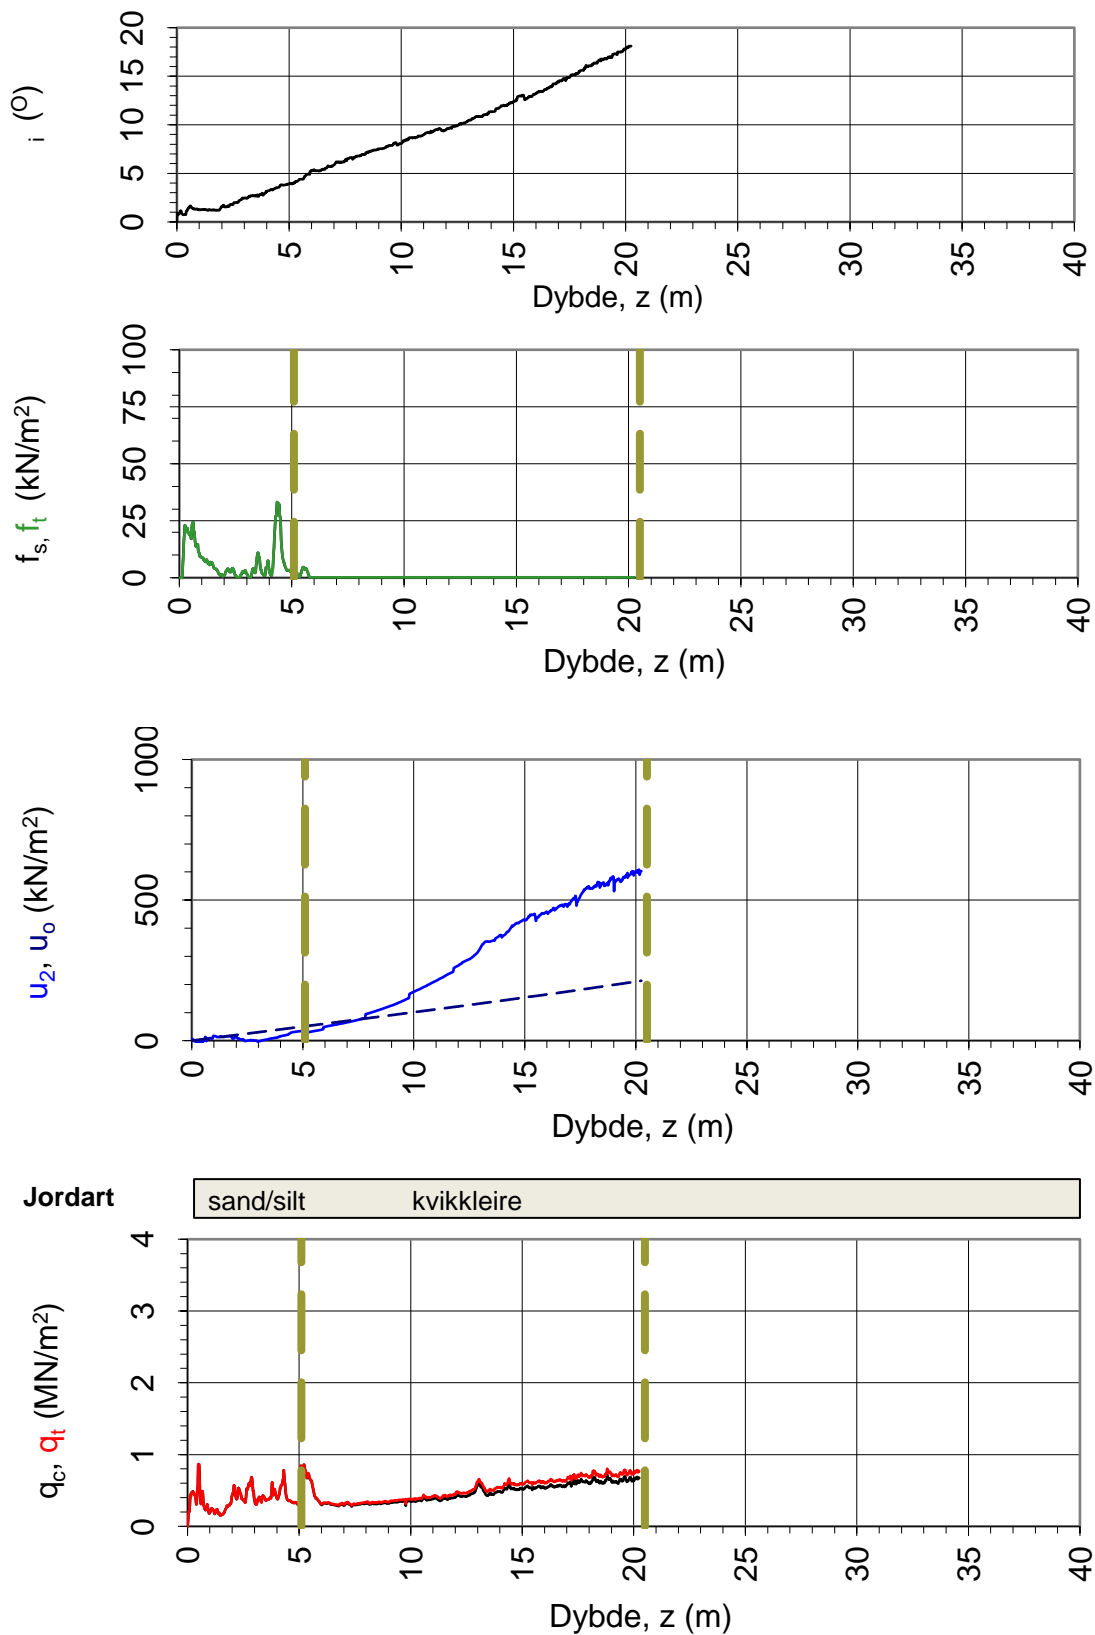 i (O)
20
15
10
5
0
0 5 10 15 20 25 30 35 40
Dybde, z (m)
fs, ft (kN/m2)
100
75
50
25
0
0 5 10 15 20 25 30 35 40
Dybde, z (m)
u2, uo (kN/m2)
1000
500
0
0 5 10 15 20 25 30 35 40
Dybde, z (m)
Jordart sand/silt kvikkleire
qc, qt (MN/m2)
4
3
2
1
0
0 5 10 15 20 25 30 35 40
Dybde, z (m)